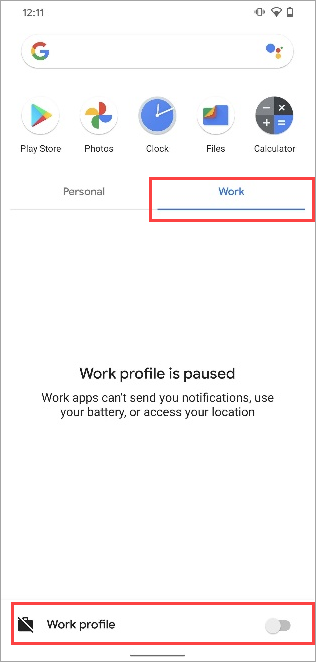 12:11
G
Play Store Photos Clock Files Calculator
Personal Work
Work profile is paused
Work apps can't send you notifications, use
your battery, or access your location
Work profile